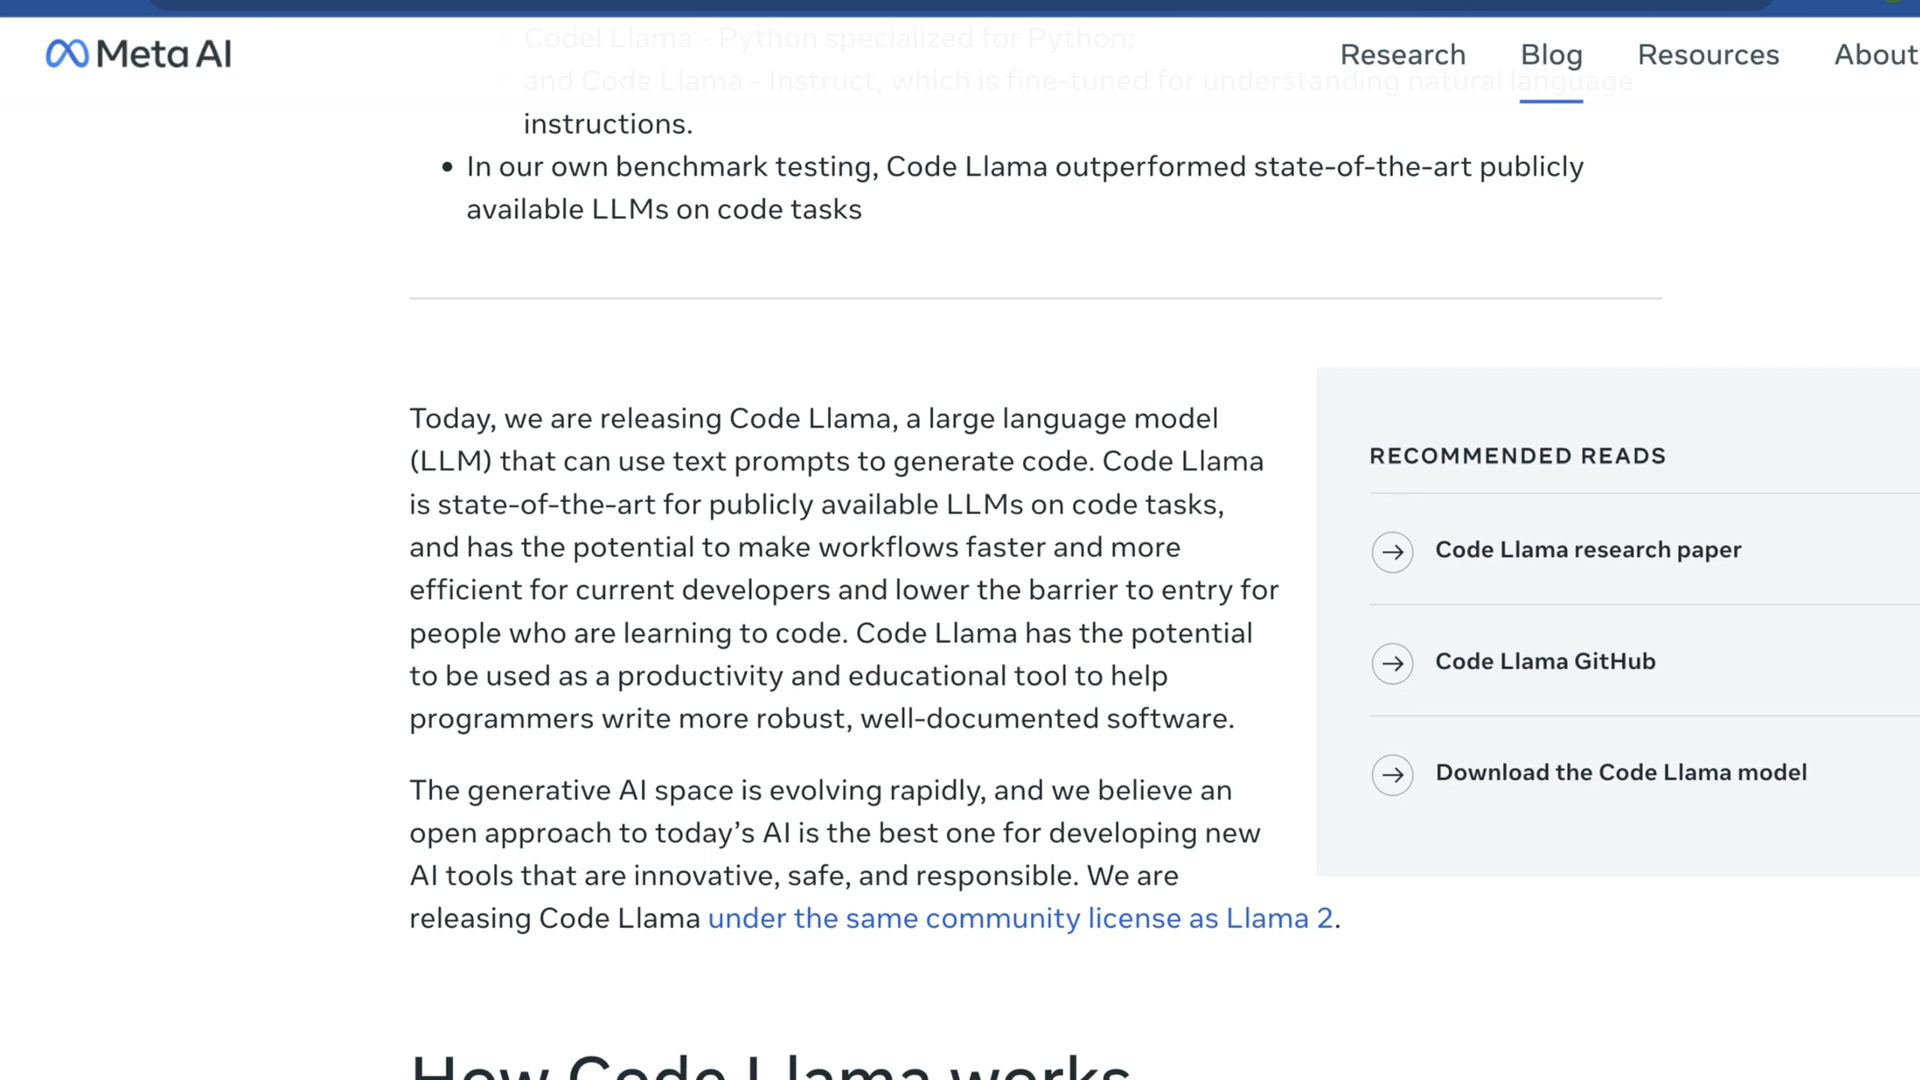 Meta AI
Research
Blog
Resources
About
Codel Llama - Python specialized for Python;
and Code Llama - Instruct, which is fine-tuned for understanding natural language
instructions.
• In our own benchmark testing, Code Llama outperformed state-of-the-art publicly
available LLMs on code tasks
Today, we are releasing Code Llama, a large language model
(LLM) that can use text prompts to generate code. Code Llama
is state-of-the-art for publicly available LLMs on code tasks,
and has the potential to make workflows faster and more
efficient for current developers and lower the barrier to entry for
people who are learning to code. Code Llama has the potential
to be used as a productivity and educational tool to help
programmers write more robust, well-documented software.
The generative AI space is evolving rapidly, and we believe an
open approach to today’s AI is the best one for developing new
AI tools that are innovative, safe, and responsible. We are
releasing Code Llama under the same community license as Llama 2.
RECOMMENDED READS
Code Llama research paper
Code Llama GitHub
Download the Code Llama model
How Code Llama works